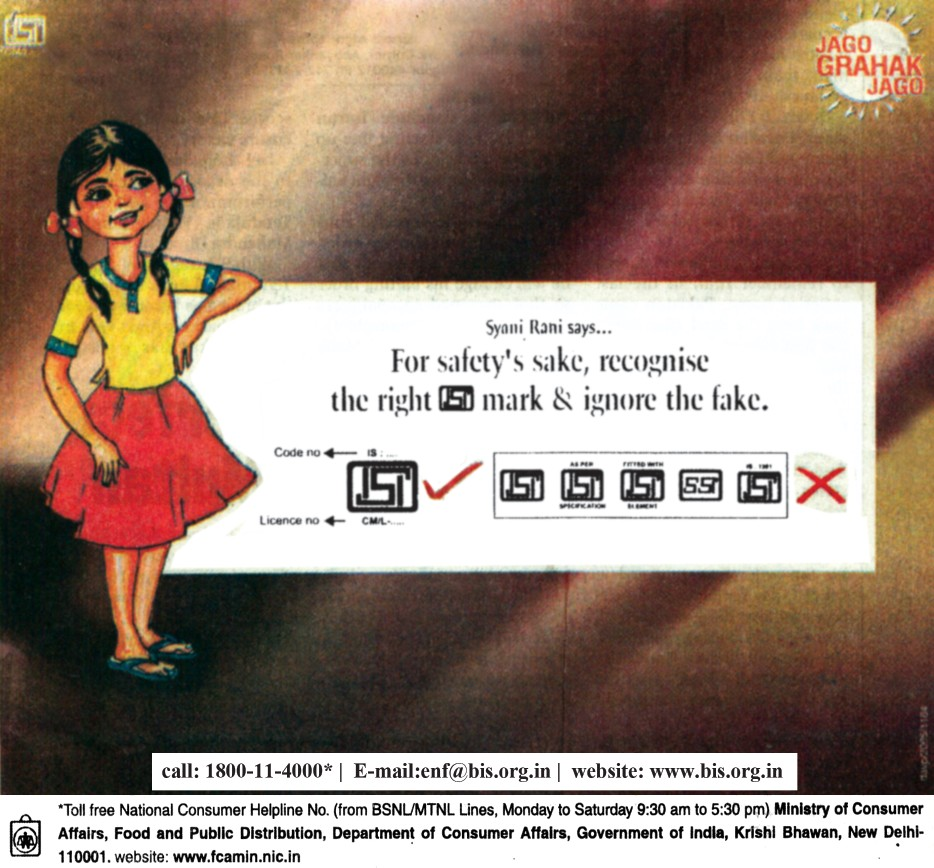 ISI
JAGO
GRAHAK
JAGO
Syani Rani says...
For safety's sake, recognise
the right ISI mark & ignore the fake.
Code no IS : ....
ISI
Licence no CM/L-.....
ISI
AS PER
ISI
SPECIFICATION
FITTED WITH
ISI
ELEMENT
SSI
IS 1391
ISI
call: 1800-11-4000* | E-mail:enf@bis.org.in | website: www.bis.org.in
*Toll free National Consumer Helpline No. (from BSNL/MTNL Lines, Monday to Saturday 9:30 am to 5:30 pm) Ministry of Consumer
Affairs, Food and Public Distribution, Department of Consumer Affairs, Government of India, Krishi Bhawan, New Delhi-
110001. website: www.fcamin.nic.in